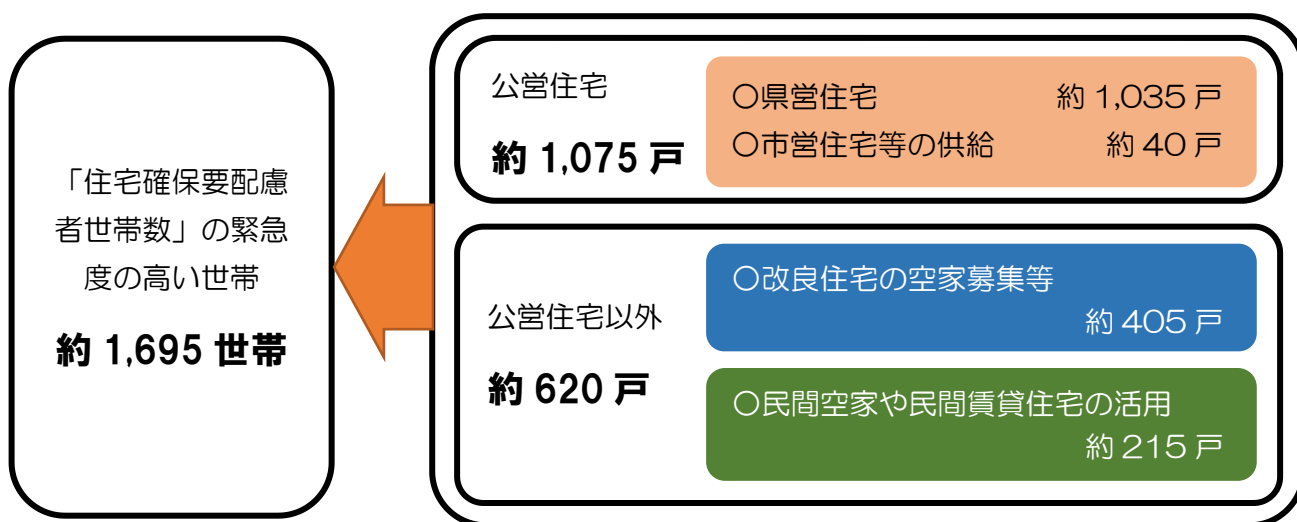 「住宅確保要配慮
者世帯数」の緊急
度の高い世帯
約 1,695 世帯
公営住宅
約 1,075 戸
〇県営住宅 約 1,035 戸
〇市営住宅等の供給 約 40 戸
公営住宅以外
約 620 戸
〇改良住宅の空家募集等
約 405 戸
〇民間空家や民間賃貸住宅の活用
約 215 戸